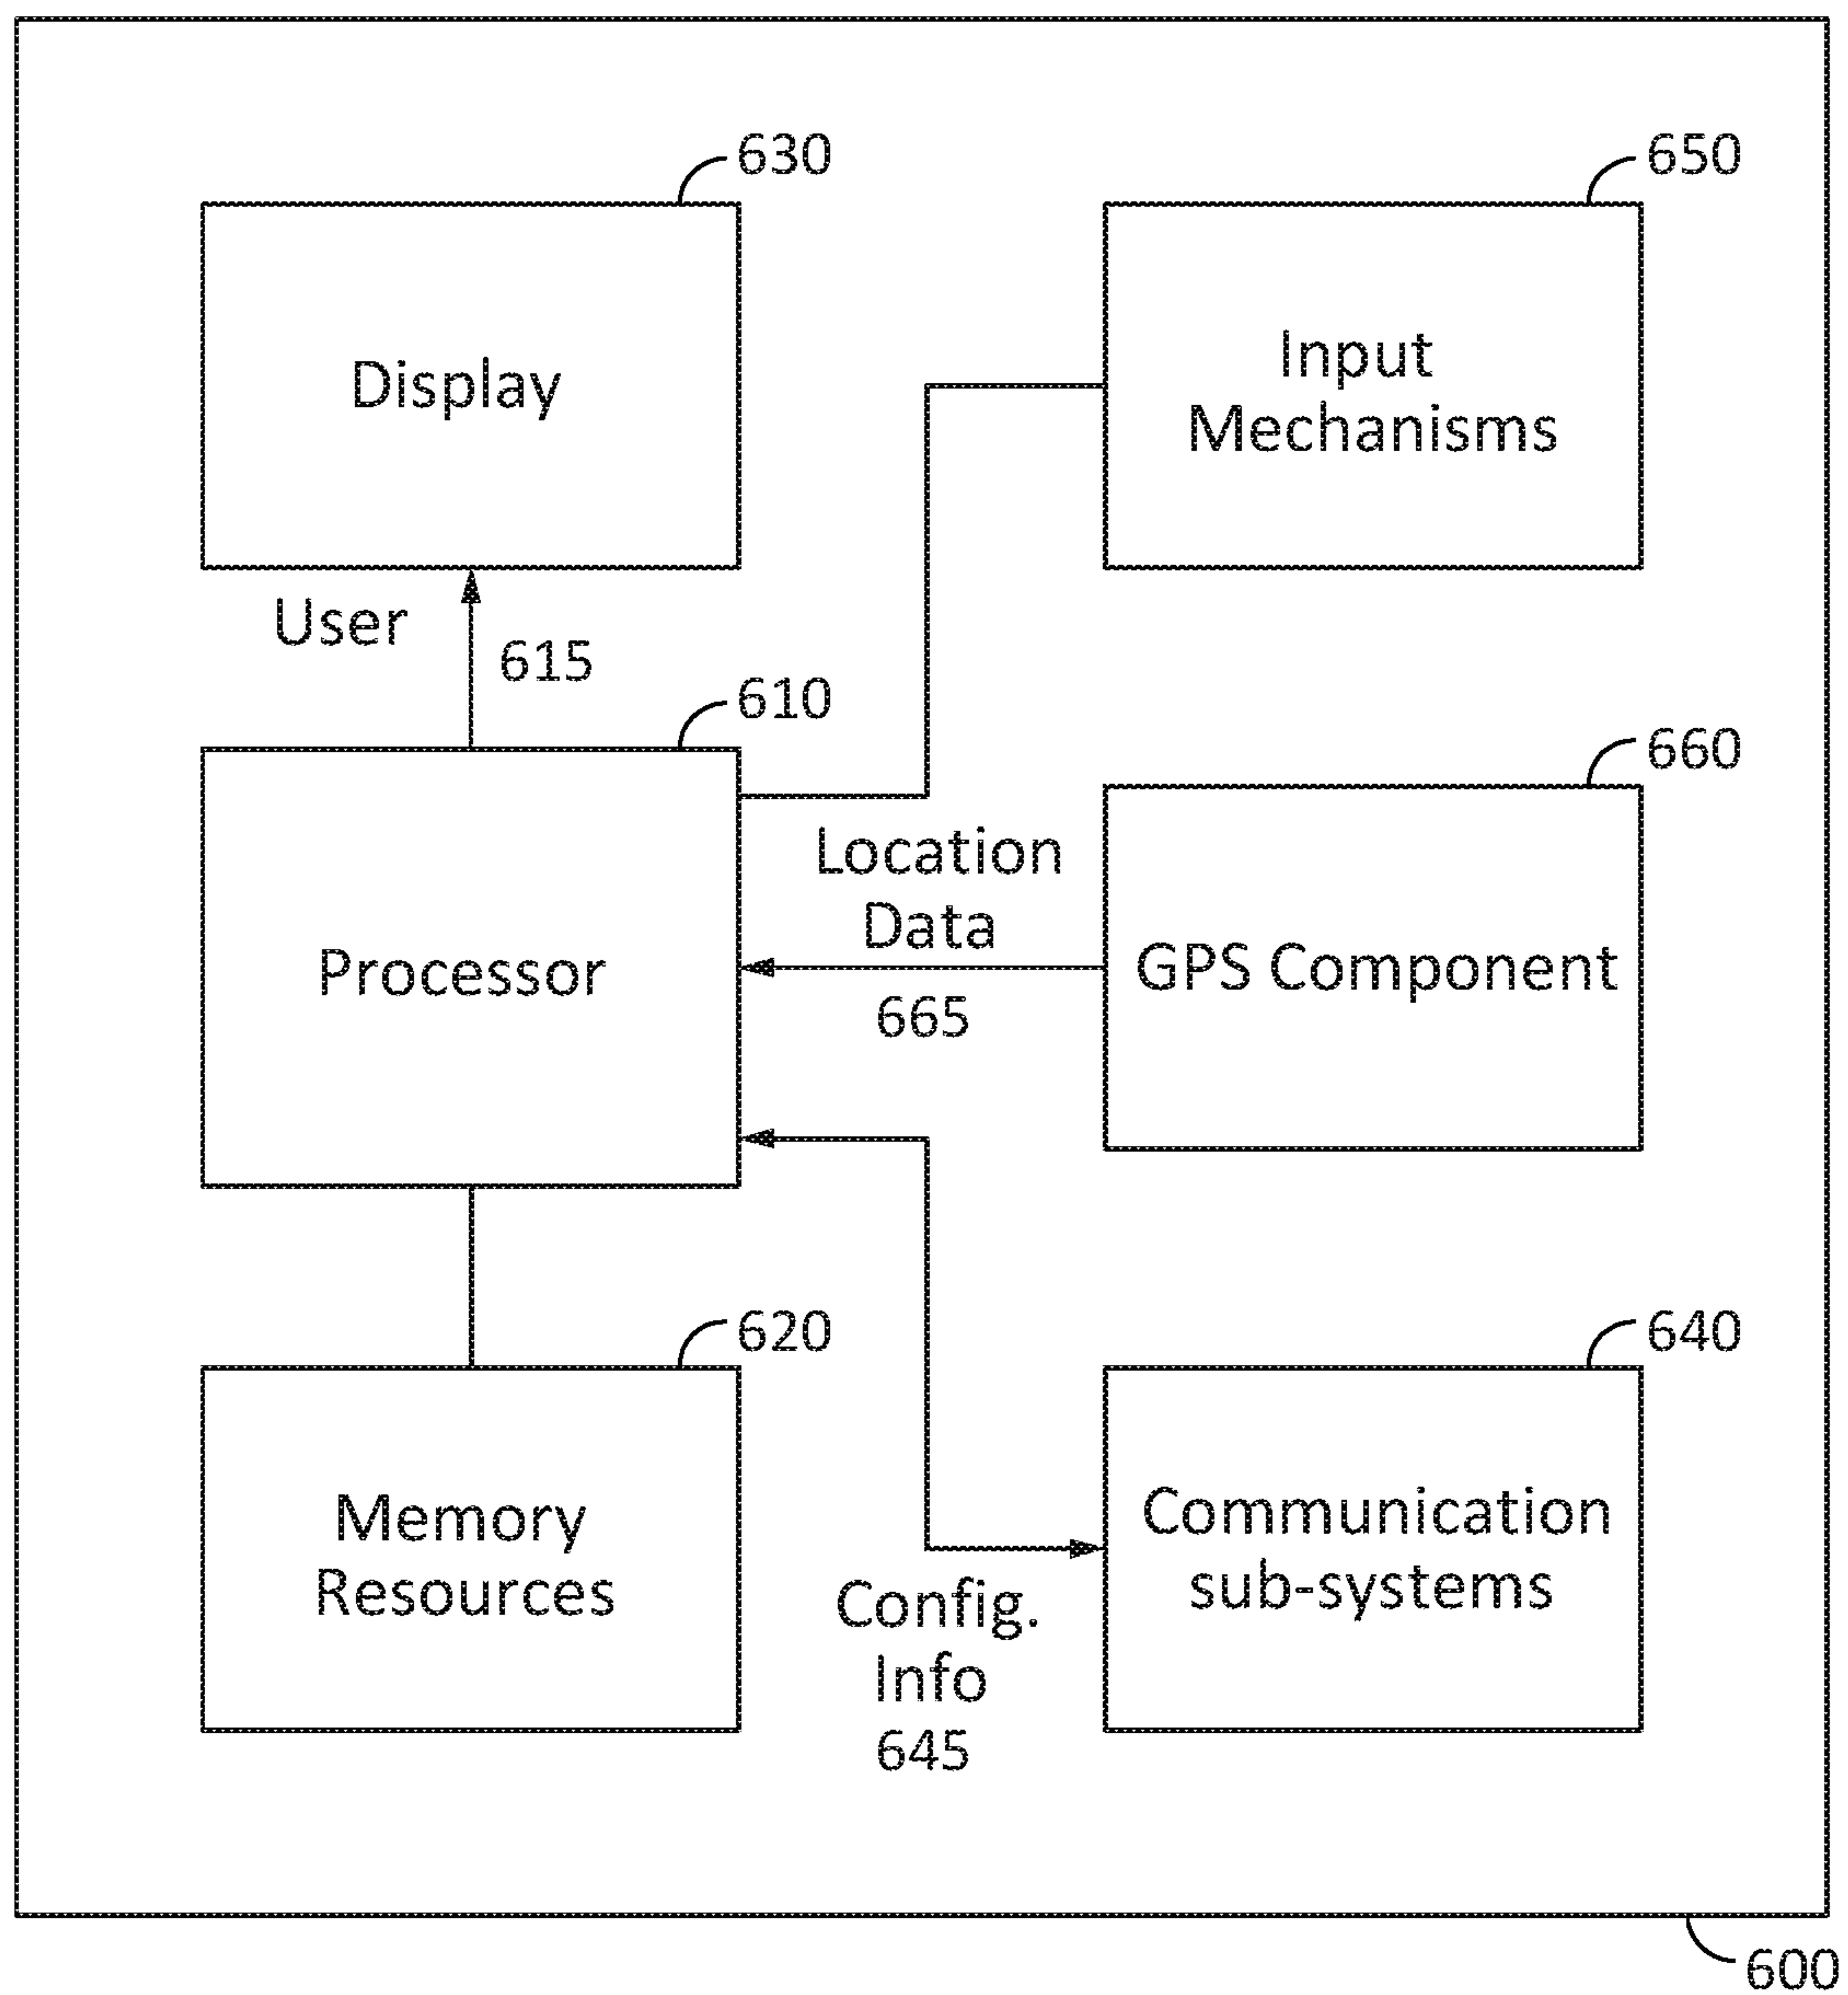 630
Display
650
Input
Mechanisms
User
615
610
Processor
Location
Data
665
660
GPS Component
620
Memory
Resources
640
Communication
sub-systems
Config.
Info
645
600